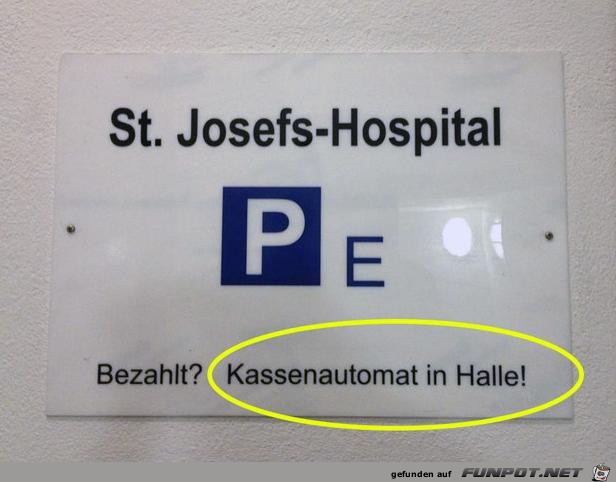 St. Josefs-Hospital
P E
Bezahlt? Kassenautomat in Halle!
gefunden auf FUNPOT.NET